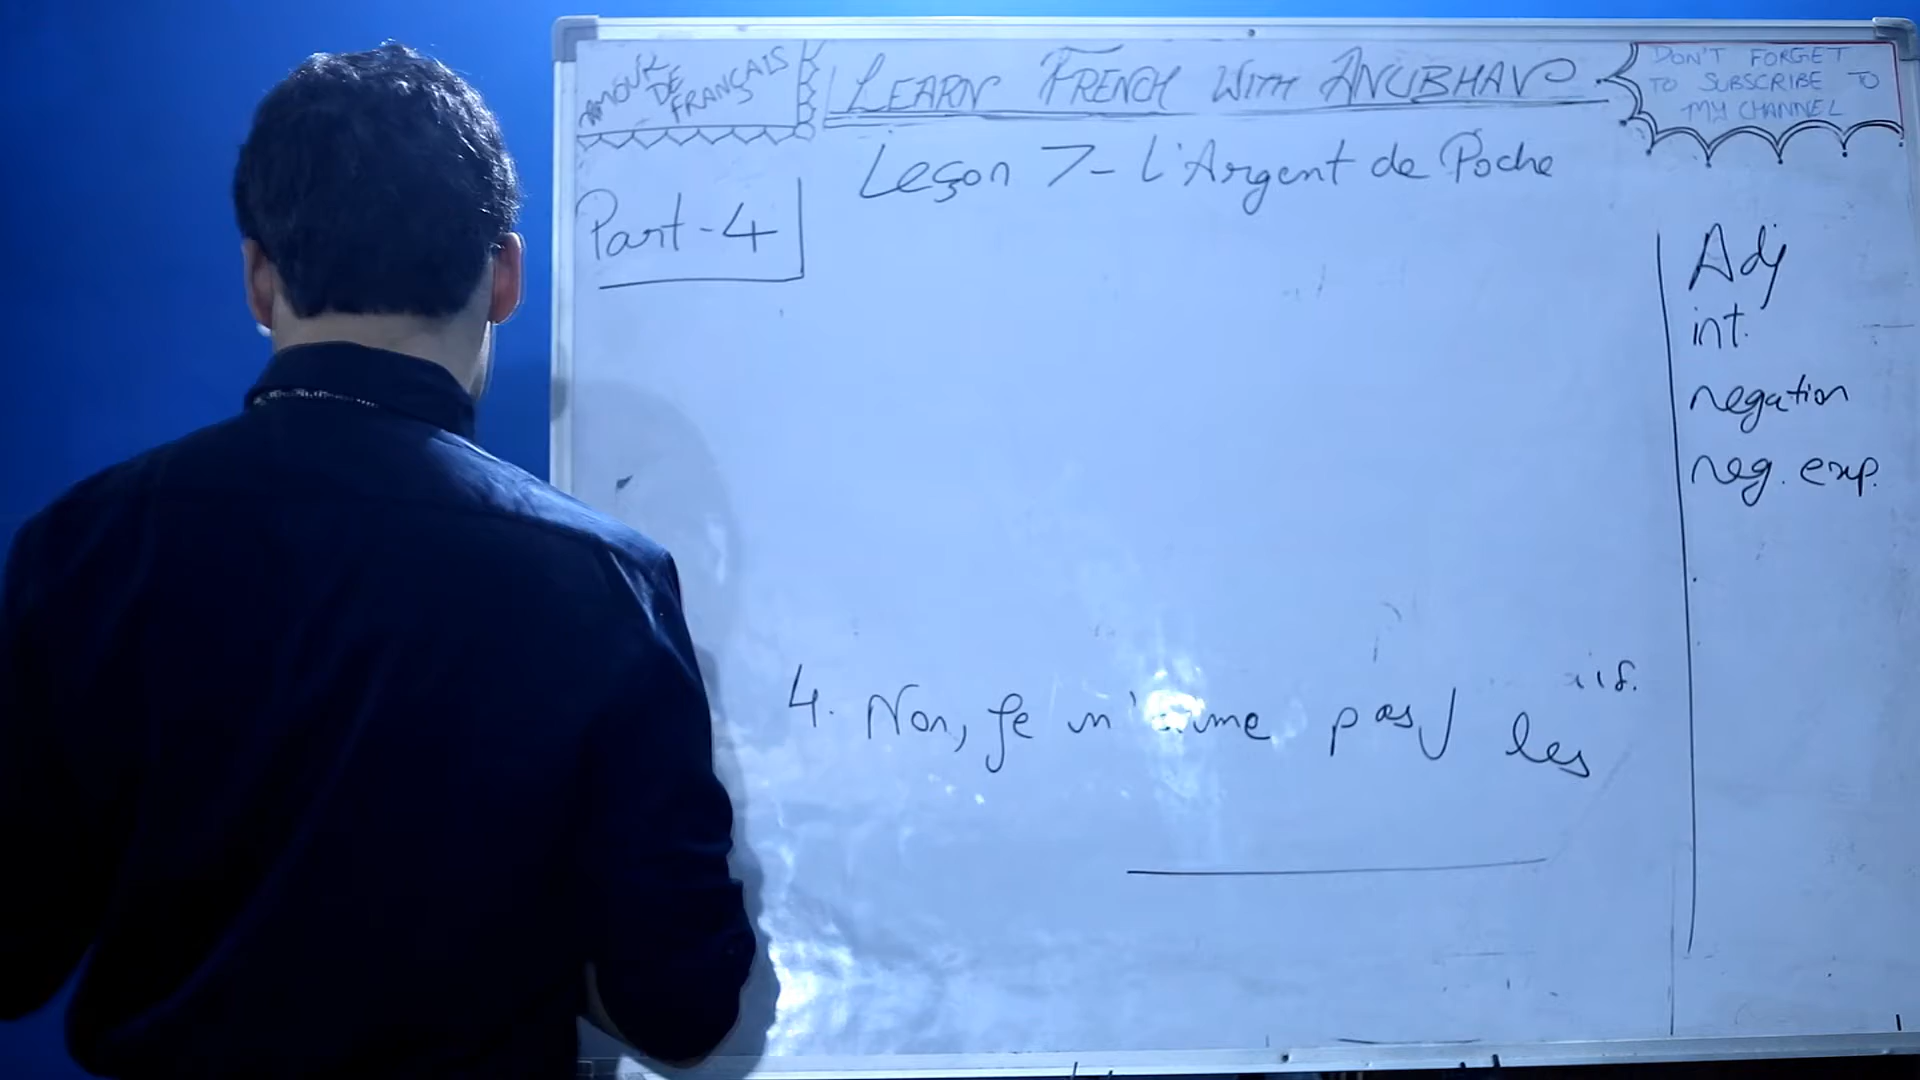 AMOUR
DE
FRANÇAIS
LEARN FRENCH WITH ANUBHAV
DON'T FORGET
TO SUBSCRIBE TO
MY CHANNEL
Leçon 7- L'Argent de Poche
Part-4
Adj
int.
negation
neg. exp.
4. Non, Je n'aime pas les